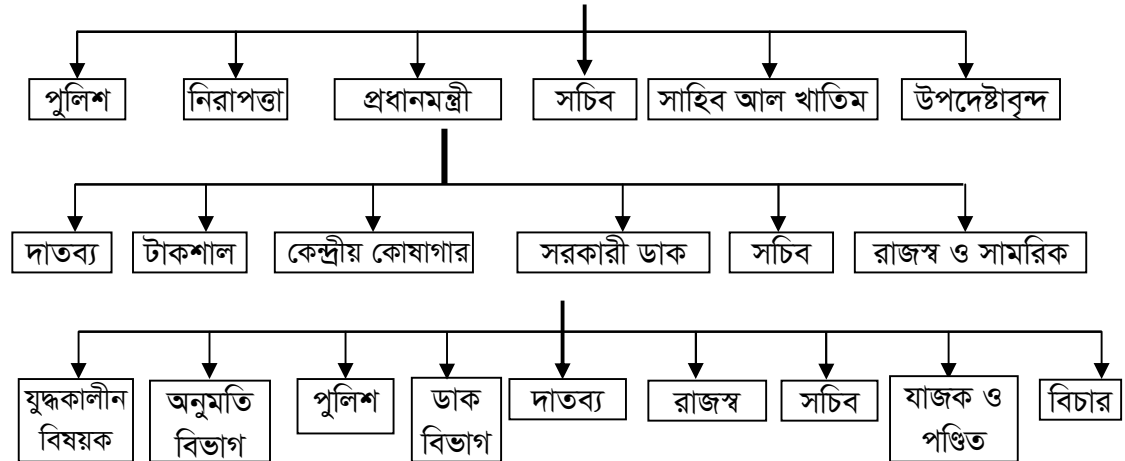 পুলিশ নিরাপত্তা প্রধানমন্ত্রী সচিব সাহিব আল খাতিম উপদেষ্টাবৃন্দ
দাতব্য টাকশাল কেন্দ্রীয় কোষাগার সরকারী ডাক সচিব রাজস্ব ও সামরিক
যুদ্ধকালীন বিষয়ক
অনুমতি বিভাগ
পুলিশ
ডাক বিভাগ
দাতব্য
রাজস্ব
সচিব
যাজক ও পণ্ডিত
বিচার